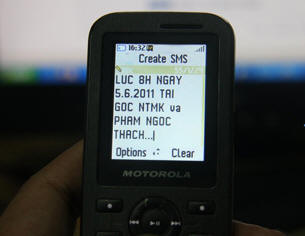 16:32
Create SMS
LUC 8H NGAY
5.6.2011 TAI
GOC NTMK va
PHAM NGOC
THACH...
Options
Clear
MOTOROLA